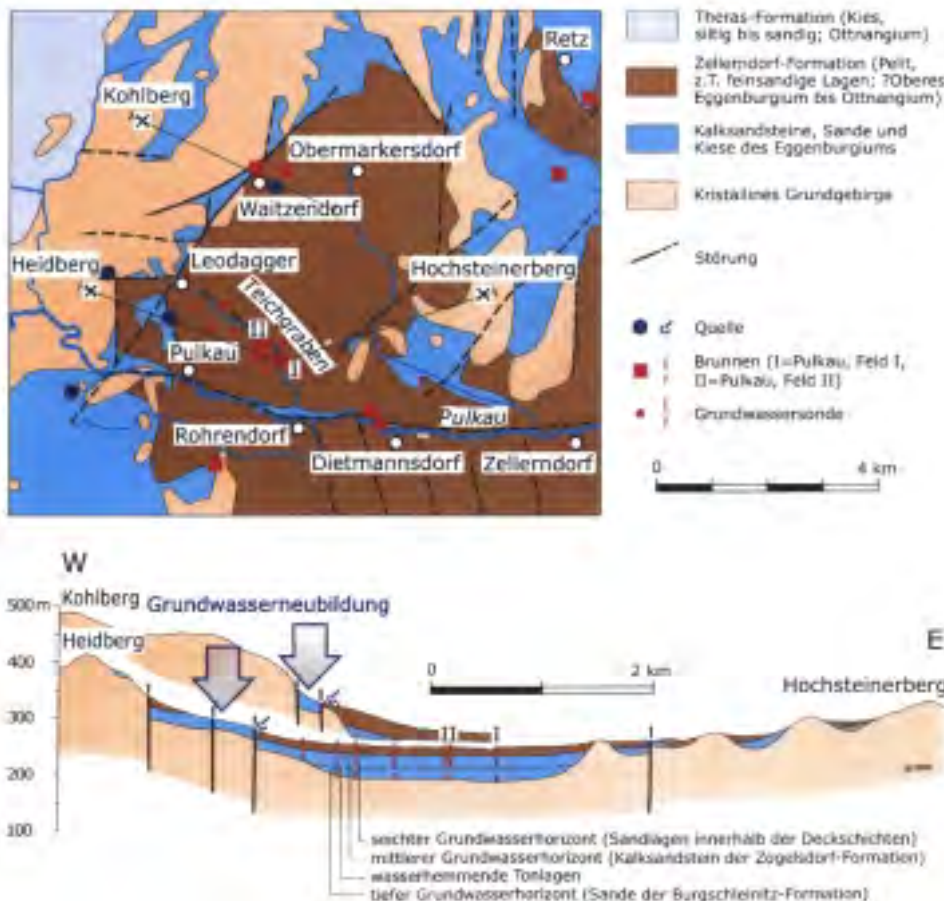 Theras-Formation (Kies,
siltig bis sandig; Ottnangium)
Zellerndorf-Formation (Pelit,
z.T. feinsandige Lagen; ?Oberes
Eggenburgium bis Ottnangium)
Kalksandsteine, Sande und
Kiese des Eggenburgiums
Kristallines Grundgebirge
Störung
Quelle
Brunnen (I=Pulkau, Feld I,
II=Pulkau, Feld II)
Grundwassersonde
0 4 km
Retz
Kohlberg
Obermarkersdorf
Waitzendorf
Heidberg
Leodagger
Hochsteinerberg
Teichgraben
II
I
Pulkau
Pulkau
Rohrendorf
Dietmannsdorf
Zellerndorf
W
E
500 m
Kohlberg
Grundwasserneubildung
Heidberg
400
0 2 km
Hochsteinerberg
300
II I I
200
100
seichter Grundwasserhorizont (Sandlagen innerhalb der Deckschichten)
mittlerer Grundwasserhorizont (Kalksandstein der Zogelsdorf-Formation)
wasserhemmende Tonlagen
tiefer Grundwasserhorizont (Sande der Burgschleinitz-Formation)